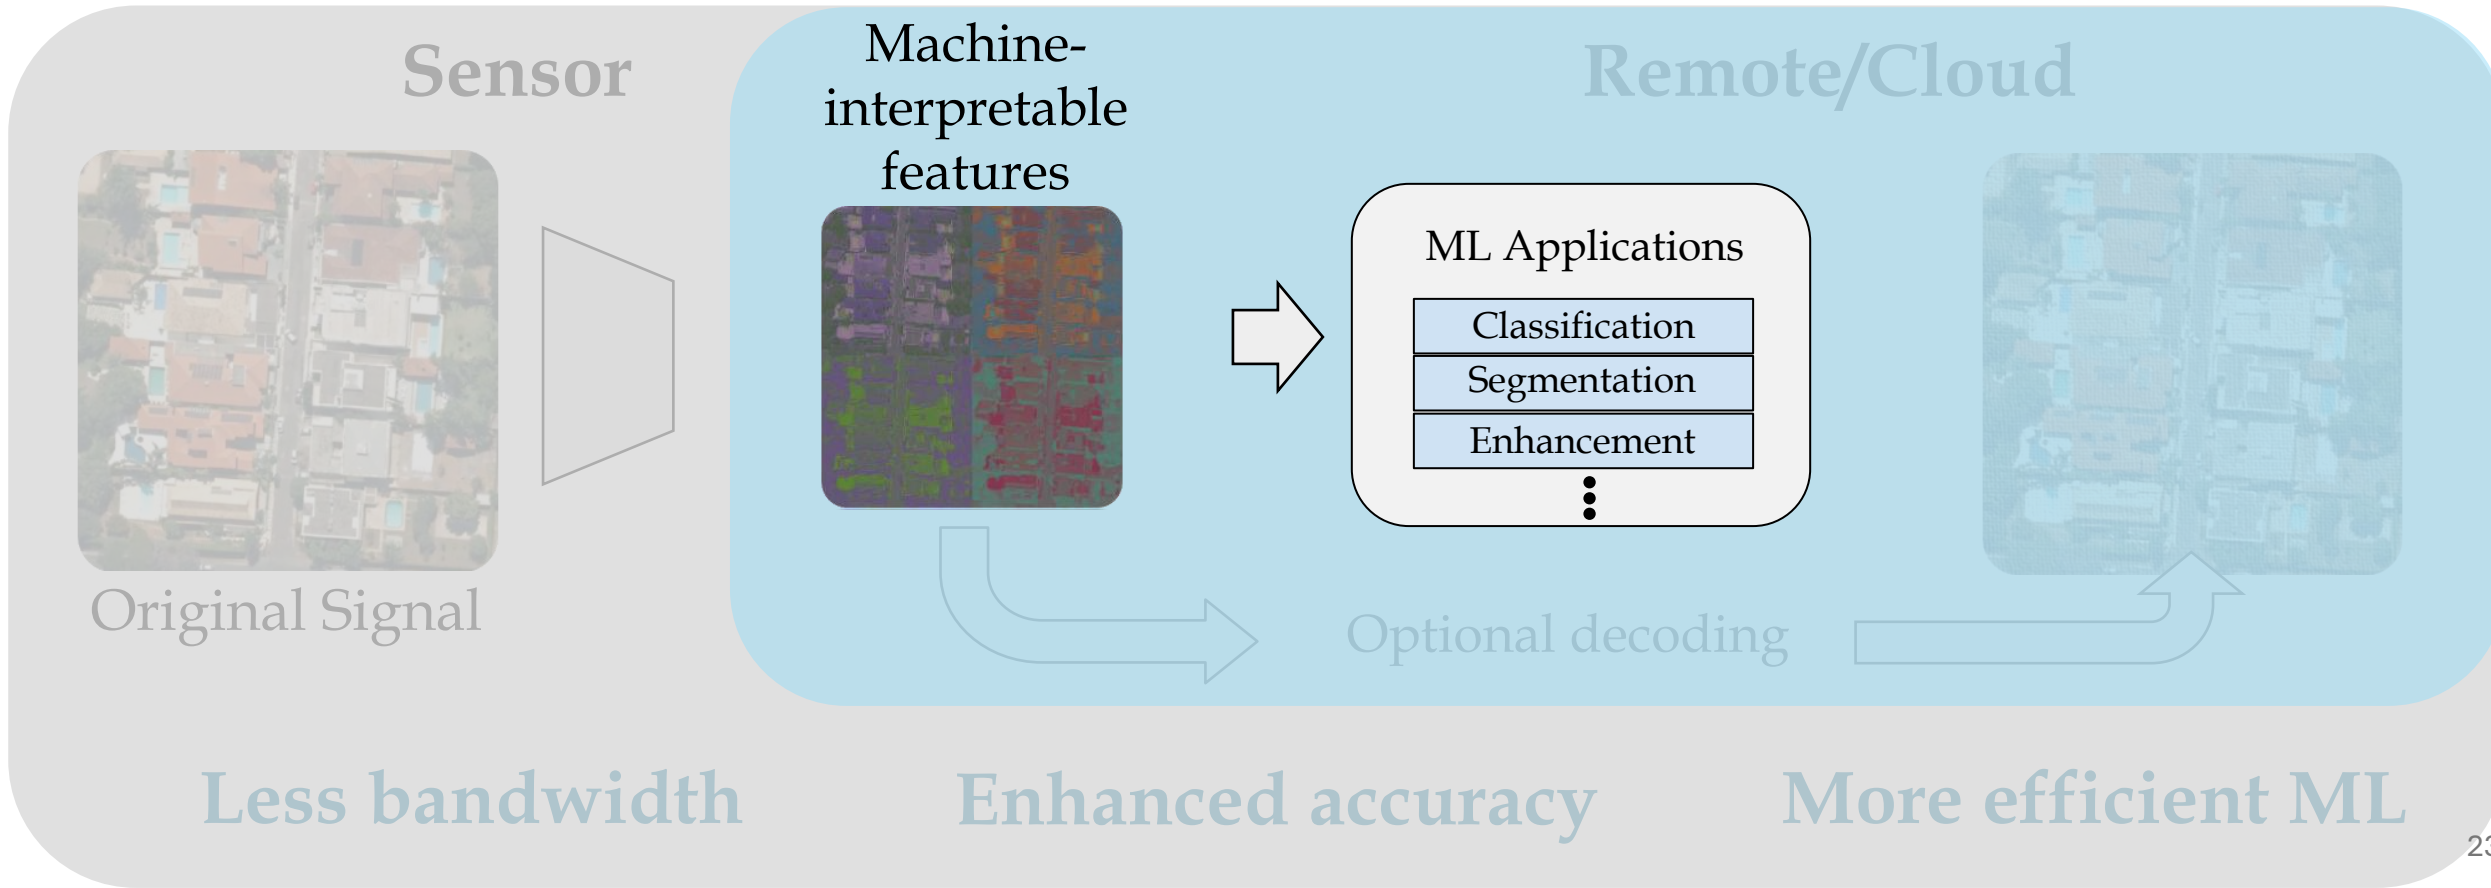 Sensor
Machine-
interpretable
features
Remote/Cloud
ML Applications
Classification
Segmentation
Enhancement
Original Signal
Optional decoding
Less bandwidth
Enhanced accuracy
More efficient ML
23